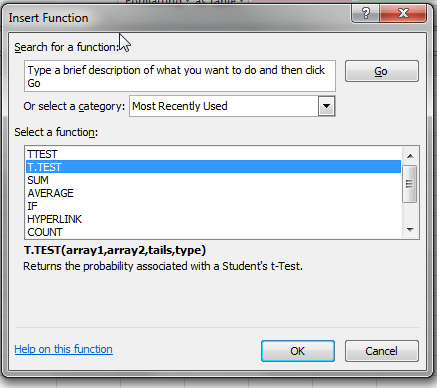 Insert Function
Search for a function:
Type a brief description of what you want to do and then click
Go
Go
Or select a category:
Most Recently Used
Select a function:
TTEST
T.TEST
SUM
AVERAGE
IF
HYPERLINK
COUNT
T.TEST(array1,array2,tails,type)
Returns the probability associated with a Student's t-Test.
Help on this function
OK
Cancel